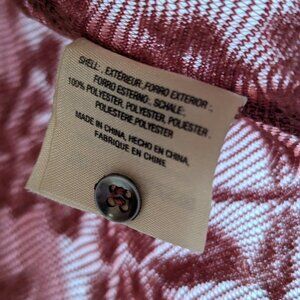 SHELL:, EXTÉRIEUR:,FORRO EXTERIOR:,
FORRO ESTERNO:, SCHALE:,
100% POLYESTER, POLYESTER, POLIESTER,
POLIESTERE,POLYESTER
MADE IN CHINA, HECHO EN CHINA,
FABRIQUE EN CHINE